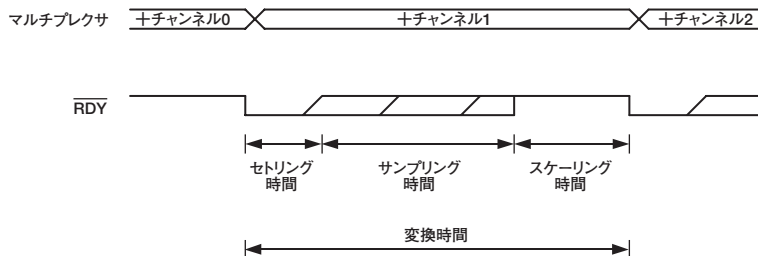 マルチプレクサ
+チャンネル0
+チャンネル1
+チャンネル2
RDY
セトリング
時間
サンプリング
時間
スケーリング
時間
変換時間